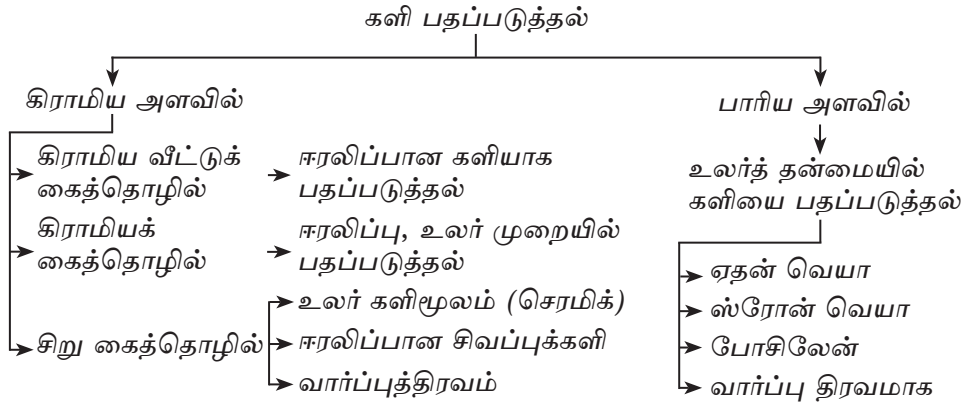 களி பதப்படுத்தல்
கிராமிய அளவில்
கிராமிய வீட்டுக்
கைத்தொழில்
ஈரலிப்பான களியாக
பதப்படுத்தல்
கிராமியக்
கைத்தொழில்
ஈரலிப்பு, உலர் முறையில்
பதப்படுத்தல்
சிறு கைத்தொழில்
உலர் களிமூலம் (செரமிக்)
ஈரலிப்பான சிவப்புக்களி
வார்ப்புத்திரவம்
பாரிய அளவில்
உலர்த் தன்மையில்
களியை பதப்படுத்தல்
ஏதன் வெயா
ஸ்ரோன் வெயா
போசிலேன்
வார்ப்பு திரவமாக